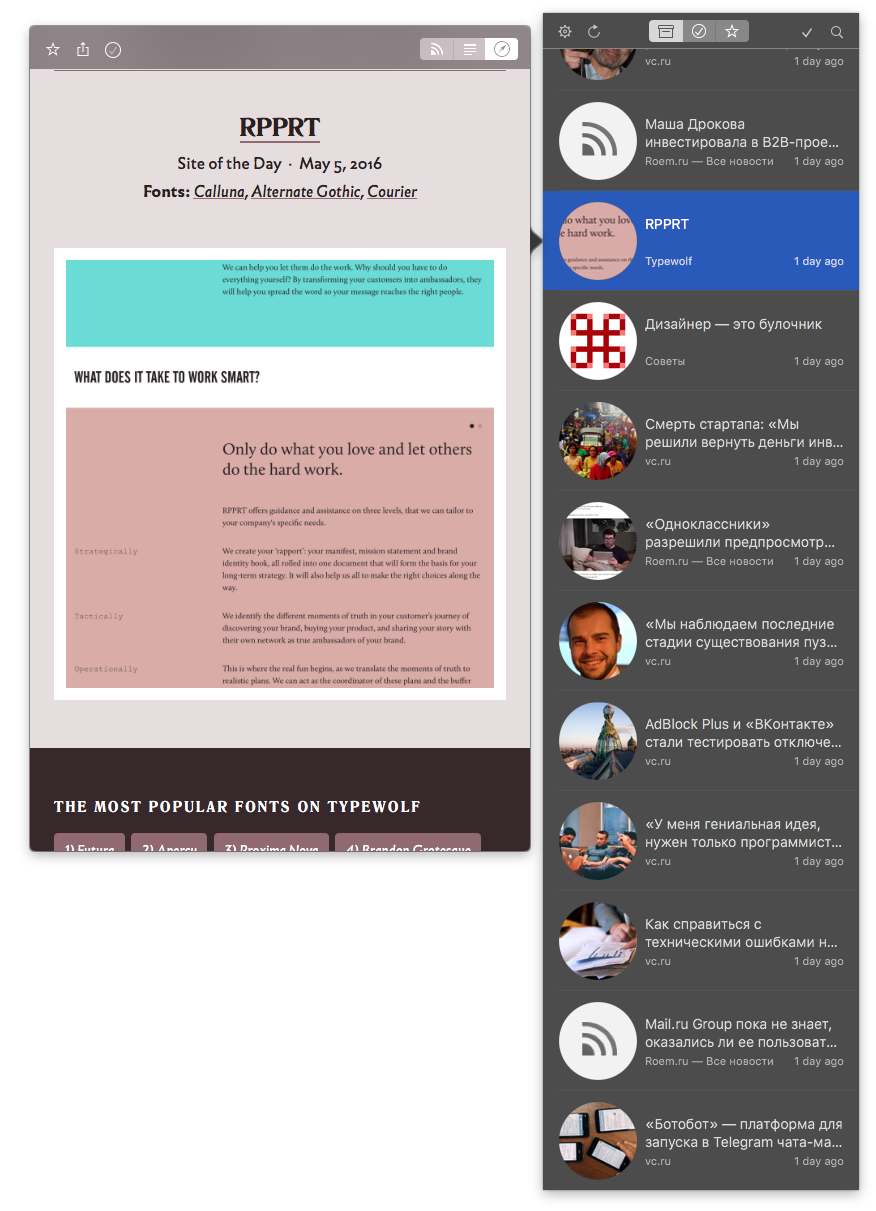 RPPRT
Site of the Day · May 5, 2016
Fonts: Calluna, Alternate Gothic, Courier
We can help you let them do the work. Why should you have to do
everything yourself? By transforming your customers into ambassadors, they
will help you spread the word so your message reaches the right people.
WHAT DOES IT TAKE TO WORK SMART?
Only do what you love and let others
do the hard work.
RPPRT offers guidance and assistance on three levels, that we can tailor to
your company's specific needs.
Strategically
We create your 'rapport': your manifest, mission statement and brand
identity book, all rolled into one document that will form the basis for your
long-term strategy. It will also help us all to make the right choices along the
way.
Tactically
We identify the different moments of truth in your customer's journey of
discovering your brand, buying your product, and sharing your story with
their own network as true ambassadors of your brand.
Operationally
This is where the real fun begins, as we translate the moments of truth to
realistic plans. We can act as the coordinator of these plans and the buffer
THE MOST POPULAR FONTS ON TYPEWOLF
1) Futura 2) Apercu 3) Proxima Nova 4) Brandon Grotesque
vc.ru 1 day ago
Маша Дрокова
инвестировала в B2B-прое...
Roem.ru — Все новости 1 day ago
do what you lov
e hard work.
guidance and assistance on th
specific needs.
RPPRT
Typewolf 1 day ago
Дизайнер — это булочник
Советы 1 day ago
Смерть стартапа: «Мы
решили вернуть деньги инв...
vc.ru 1 day ago
«Одноклассники»
разрешили предпросмотр...
Roem.ru — Все новости 1 day ago
«Мы наблюдаем последние
стадии существования пуз...
vc.ru 1 day ago
AdBlock Plus и «ВКонтакте»
стали тестировать отключе...
vc.ru 1 day ago
«У меня гениальная идея,
нужен только программист...
vc.ru 1 day ago
Как справиться с
техническими ошибками н...
vc.ru 1 day ago
Mail.ru Group пока не знает,
оказались ли ее пользоват...
Roem.ru — Все новости 1 day ago
«Ботобот» — платформа для
запуска в Telegram чата-ма...
vc.ru 1 day ago